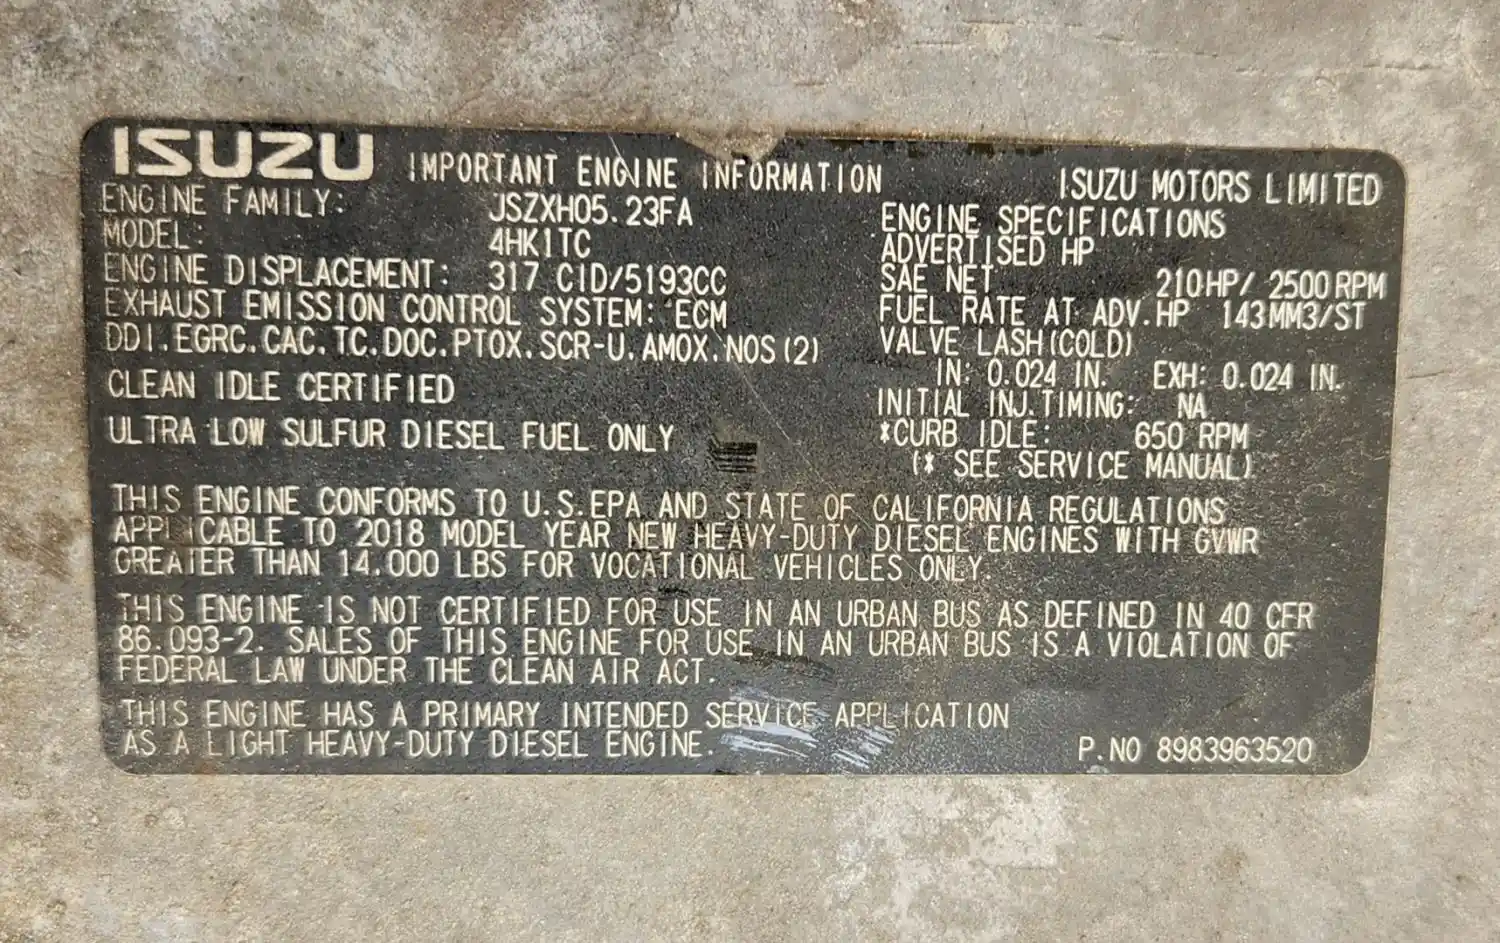 ISUZU IMPORTANT ENGINE INFORMATION ISUZU MOTORS LIMITED
ENGINE FAMILY: JSZXH05.23FA
MODEL: 4HK1TC
ENGINE DISPLACEMENT: 317 CID/5193CC
EXHAUST EMISSION CONTROL SYSTEM: ECM
DDI.EGRC.CAC.TC.DOC.PTOX.SCR-U.AMOX.NOS(2)
CLEAN IDLE CERTIFIED
ULTRA LOW SULFUR DIESEL FUEL ONLY
ENGINE SPECIFICATIONS
ADVERTISED HP
SAE NET 210HP/ 2500RPM
FUEL RATE AT ADV.HP 143MM3/ST
VALVE LASH(COLD)
IN: 0.024 IN. EXH: 0.024 IN.
INITIAL INJ.TIMING: NA
*CURB IDLE: 650 RPM
(* SEE SERVICE MANUAL)
THIS ENGINE CONFORMS TO U.S.EPA AND STATE OF CALIFORNIA REGULATIONS
APPLICABLE TO 2018 MODEL YEAR NEW HEAVY-DUTY DIESEL ENGINES WITH GVWR
GREATER THAN 14.000 LBS FOR VOCATIONAL VEHICLES ONLY.
THIS ENGINE IS NOT CERTIFIED FOR USE IN AN URBAN BUS AS DEFINED IN 40 CFR
86.093-2. SALES OF THIS ENGINE FOR USE IN AN URBAN BUS IS A VIOLATION OF
FEDERAL LAW UNDER THE CLEAN AIR ACT.
THIS ENGINE HAS A PRIMARY INTENDED SERVICE APPLICATION
AS A LIGHT HEAVY-DUTY DIESEL ENGINE.
P.NO 8983963520